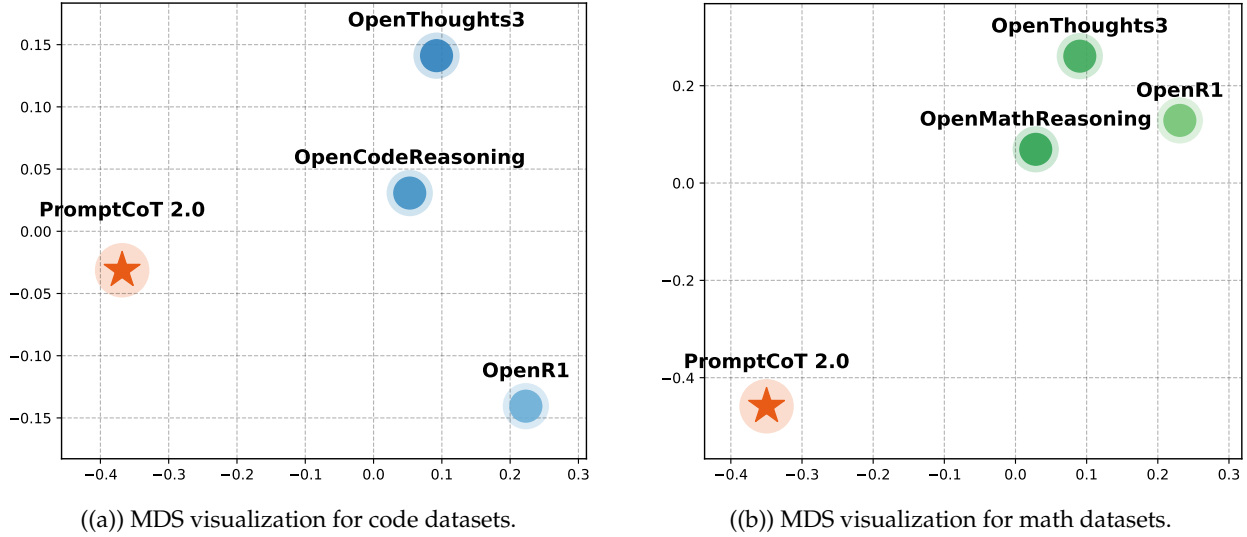 OpenThoughts3
OpenCodeReasoning
PromptCoT 2.0
OpenR1
0.15
0.10
0.05
0.00
−0.05
−0.10
−0.15
−0.4 −0.3 −0.2 −0.1 0.0 0.1 0.2 0.3
((a)) MDS visualization for code datasets.
OpenThoughts3
OpenR1
OpenMathReasoning
PromptCoT 2.0
0.2
0.0
−0.2
−0.4
−0.4 −0.3 −0.2 −0.1 0.0 0.1 0.2 0.3
((b)) MDS visualization for math datasets.